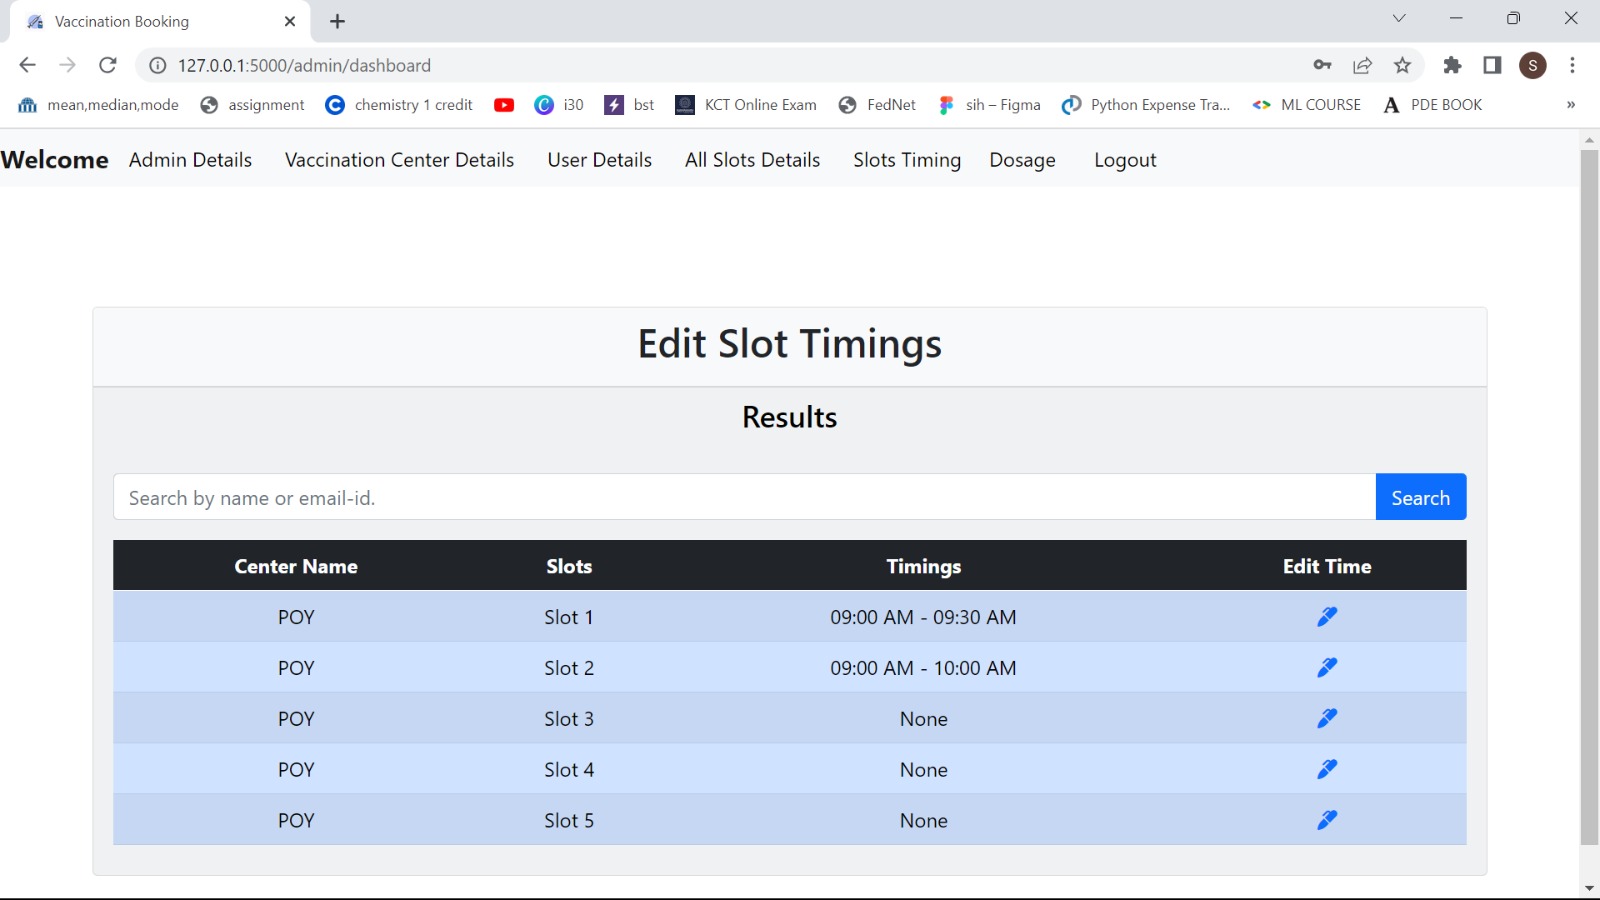 Vaccination Booking
127.0.0.1:5000/admin/dashboard
S
mean,median,mode assignment chemistry 1 credit i30 bst KCT Online Exam FedNet sih – Figma Python Expense Tra... ML COURSE PDE BOOK »
Welcome Admin Details Vaccination Center Details User Details All Slots Details Slots Timing Dosage Logout
Edit Slot Timings
Results
Search by name or email-id. Search
Center Name Slots Timings Edit Time
POY Slot 1 09:00 AM - 09:30 AM
POY Slot 2 09:00 AM - 10:00 AM
POY Slot 3 None
POY Slot 4 None
POY Slot 5 None